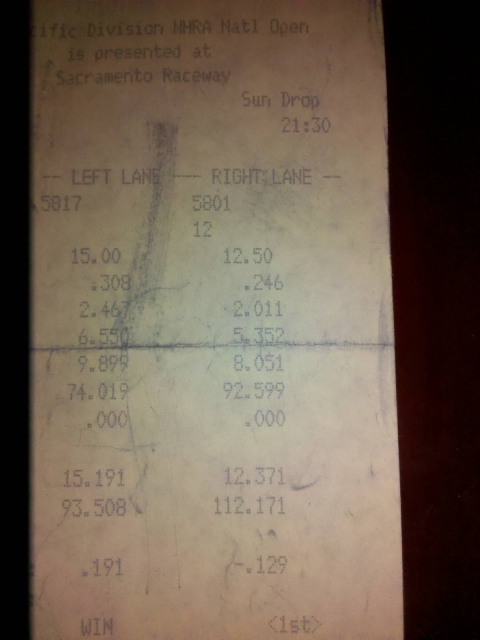 cific Division NHRA Natl Open
is presented at
Sacramento Raceway
Sun Drop
21:30
-- LEFT LANE --- RIGHT LANE --
5817 5801
12
15.00 12.50
.308 .246
2.467 2.011
6.550 5.352
9.899 8.051
74.019 92.599
.000 .000
15.191 12.371
93.508 112.171
.191 -.129
WIN <1st>